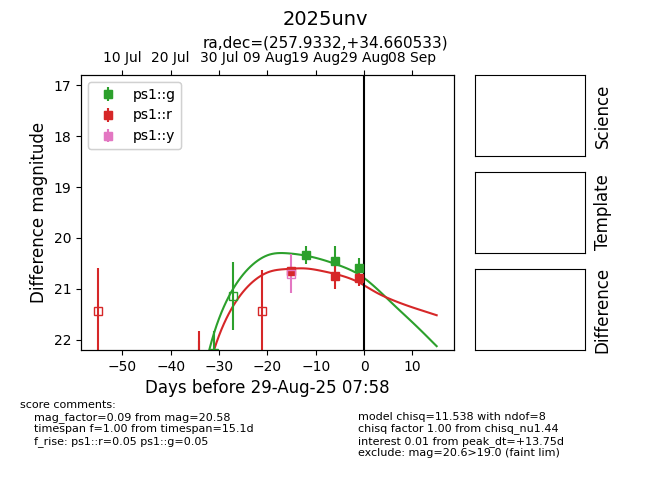 2025unv
ra,dec=(257.9332,+34.660533)
10 Jul 20 Jul 30 Jul 09 Aug 19 Aug 29 Aug 08 Sep
17
18
19
20
21
22
Difference magnitude
ps1::g
ps1::r
ps1::y
−50 −40 −30 −20 −10 0 10
Days before 29-Aug-25 07:58
Science
Template
Difference
score comments:
mag_factor=0.09 from mag=20.58
timespan f=1.00 from timespan=15.1d
f_rise: ps1::r=0.05 ps1::g=0.05
model chisq=11.538 with ndof=8
chisq factor 1.00 from chisq_nu1.44
interest 0.01 from peak_dt=+13.75d
exclude: mag=20.6>19.0 (faint lim)